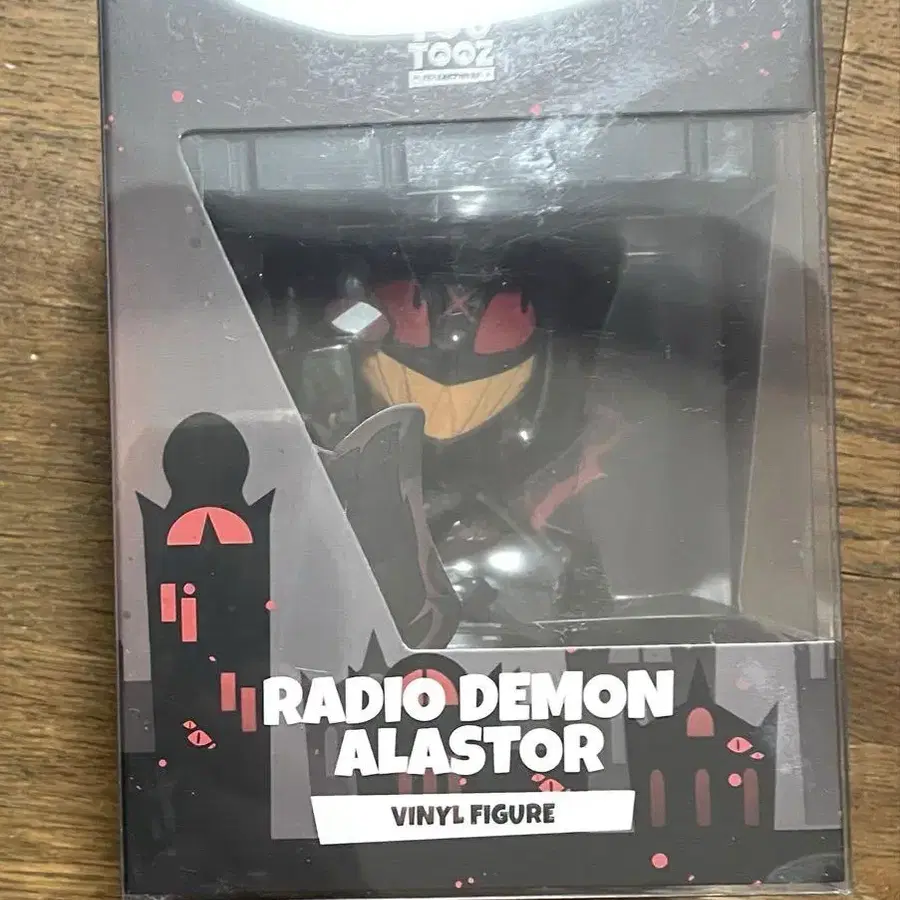 TOOZ
RADIO DEMON
ALASTOR
VINYL FIGURE